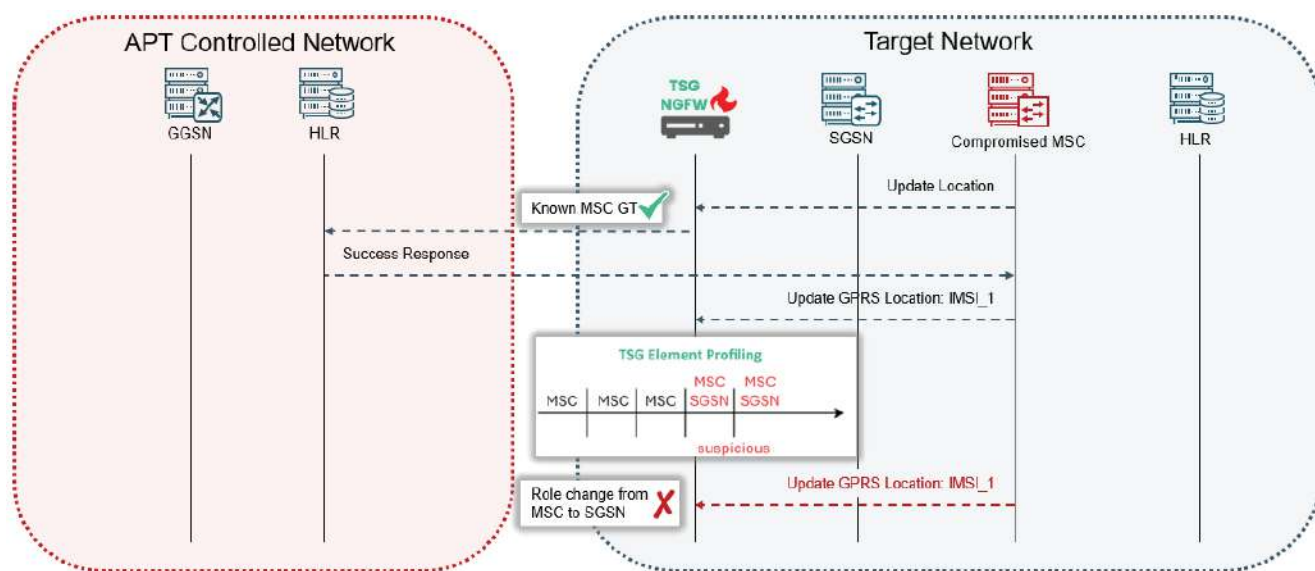 APT Controlled Network
Target Network
TSG
NGFW
GGSN
HLR
SGSN
Compromised MSC
HLR
Update Location
Known MSC GT
Success Response
Update GPRS Location: IMSI_1
TSG Element Profiling
MSC MSC
MSC MSC MSC SGSN SGSN
suspicious
Update GPRS Location: IMSI_1
Role change from
MSC to SGSN